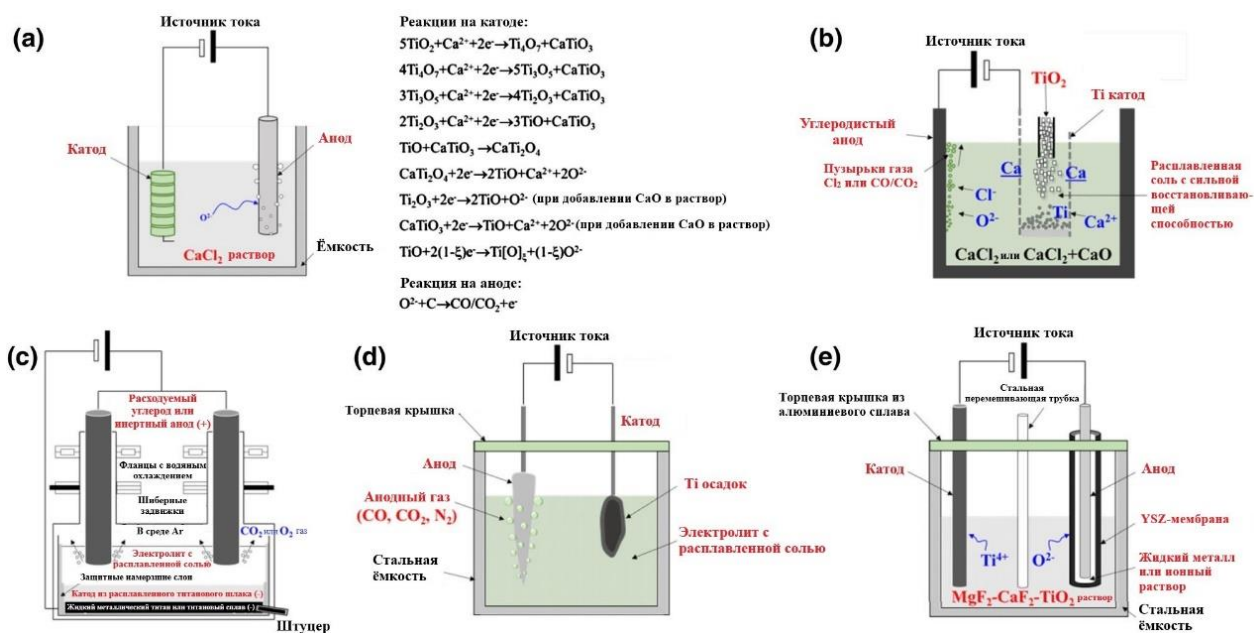 (a)
Источник тока
Катод
Анод
O²⁻
CaCl₂ раствор
Ёмкость
Реакции на катоде:
5TiO₂+Ca²⁺+2e⁻→Ti₄O₇+CaTiO₃
4Ti₄O₇+Ca²⁺+2e⁻→5Ti₃O₅+CaTiO₃
3Ti₃O₅+Ca²⁺+2e⁻→4Ti₂O₃+CaTiO₃
2Ti₂O₃+Ca²⁺+2e⁻→3TiO+CaTiO₃
TiO+CaTiO₃→CaTi₂O₄
CaTi₂O₄+2e⁻→2TiO+Ca²⁺+2O²⁻
Ti₂O₃+2e⁻→2TiO+O²⁻ (при добавлении CaO в раствор)
CaTiO₃+2e⁻→TiO+Ca²⁺+2O²⁻ (при добавлении CaO в раствор)
TiO+2(1-ξ)e⁻→Ti[O]ξ+(1-ξ)O²⁻
Реакция на аноде:
O²⁻+C→CO/CO₂+e⁻
(b)
Источник тока
TiO₂
Ti катод
Углеродистый
анод
Пузырьки газа
Cl₂ или CO/CO₂
Ca
Ca
Cl⁻
O²⁻
Ti
Ca²⁺
Расплавленная
соль с сильной
восстанавливаю-
щей
способностью
CaCl₂ или CaCl₂+CaO
(c)
Расходуемый
углерод или
инертный анод (+)
Фланцы с водяным
охлаждением
Шиберные
задвижки
В среде Ar
CO₂ или O₂ газ
Электролит с
расплавленной солью
Защитные намерзшие слои
Катод из расплавленного титанового шлака (-)
Жидкий металлический титан или титановый сплав (-)
Штуцер
(d)
Источник тока
Торцевая крышка
Катод
Анод
Анодный газ
(CO, CO₂, N₂)
Ti осадок
Электролит с
расплавленной солью
Стальная
ёмкость
(e)
Источник тока
Торцевая крышка из
алюминиевого сплава
Стальная
перемешивающая трубка
Катод
Анод
YSZ-мембрана
Ti⁴⁺
O²⁻
Жидкий металл
или ионный
раствор
MgF₂-CaF₂-TiO₂ раствор
Стальная
ёмкость